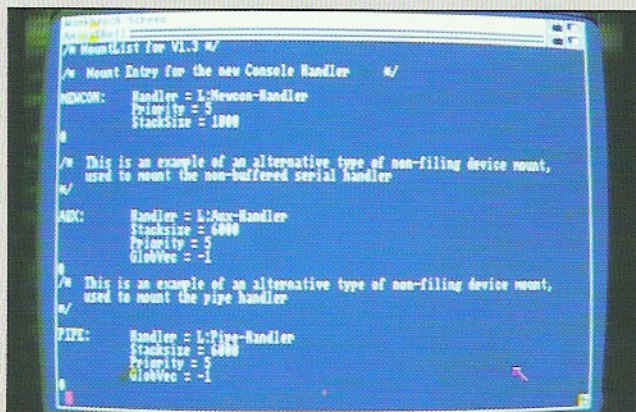 Workbench Screen
AmigaShell
/* MountList for V1.3 */
/* Mount Entry for the new Console Handler */
NEWCON: Handler = L:Newcon-Handler
Priority = 5
StackSize = 1000
#
/* This is an example of an alternative type of non-filing device mount,
used to mount the non-buffered serial handler
*/
AUX: Handler = L:Aux-Handler
Stacksize = 6000
Priority = 5
GlobVec = -1
#
/* This is an example of an alternative type of non-filing device mount,
used to mount the pipe handler
*/
PIPE: Handler = L:Pipe-Handler
Stacksize = 6000
Priority = 5
GlobVec = -1
#